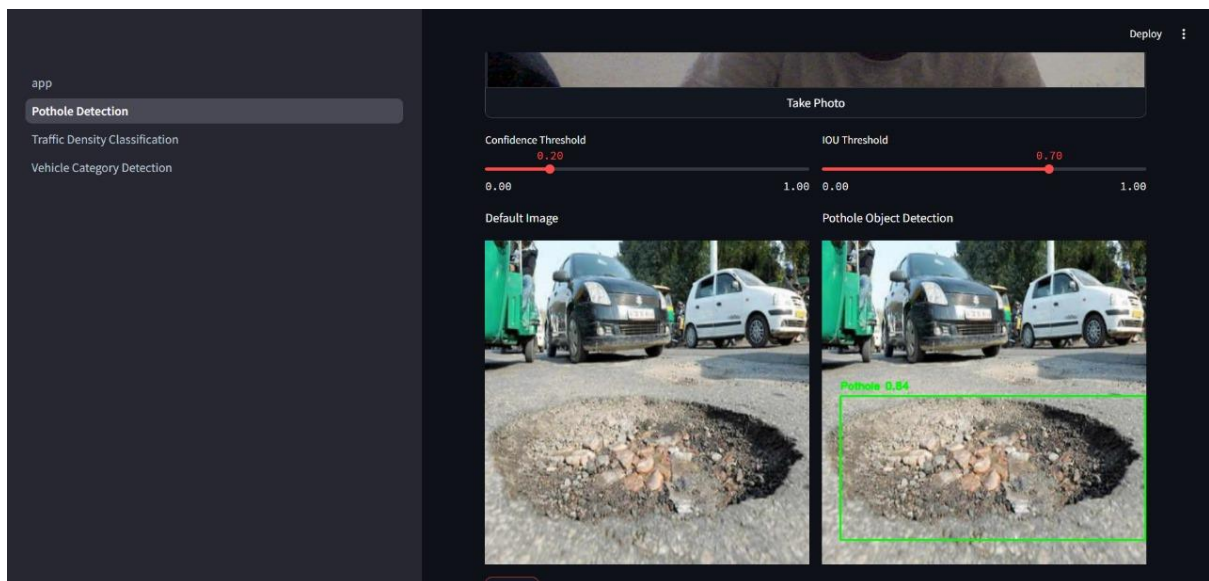 Deploy
app
Pothole Detection
Traffic Density Classification
Vehicle Category Detection
Take Photo
Confidence Threshold
0.20
0.00 1.00
IOU Threshold
0.70
0.00 1.00
Default Image
Pothole Object Detection
Pothole 0.84